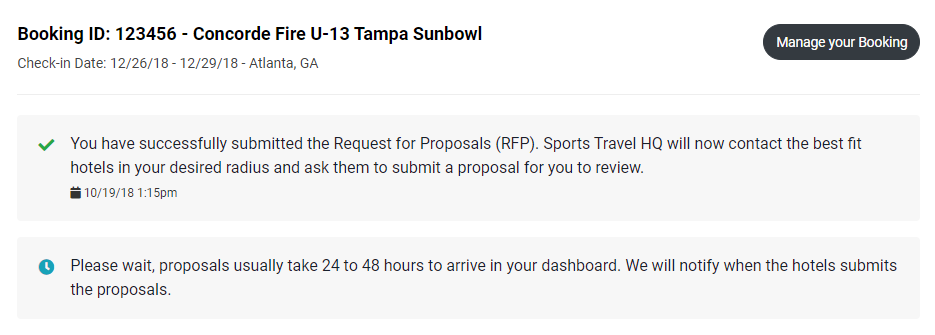 Booking ID: 123456 - Concorde Fire U-13 Tampa Sunbowl
Manage your Booking
Check-in Date: 12/26/18 - 12/29/18 - Atlanta, GA
You have successfully submitted the Request for Proposals (RFP). Sports Travel HQ will now contact the best fit
hotels in your desired radius and ask them to submit a proposal for you to review.
10/19/18 1:15pm
Please wait, proposals usually take 24 to 48 hours to arrive in your dashboard. We will notify when the hotels submits
the proposals.